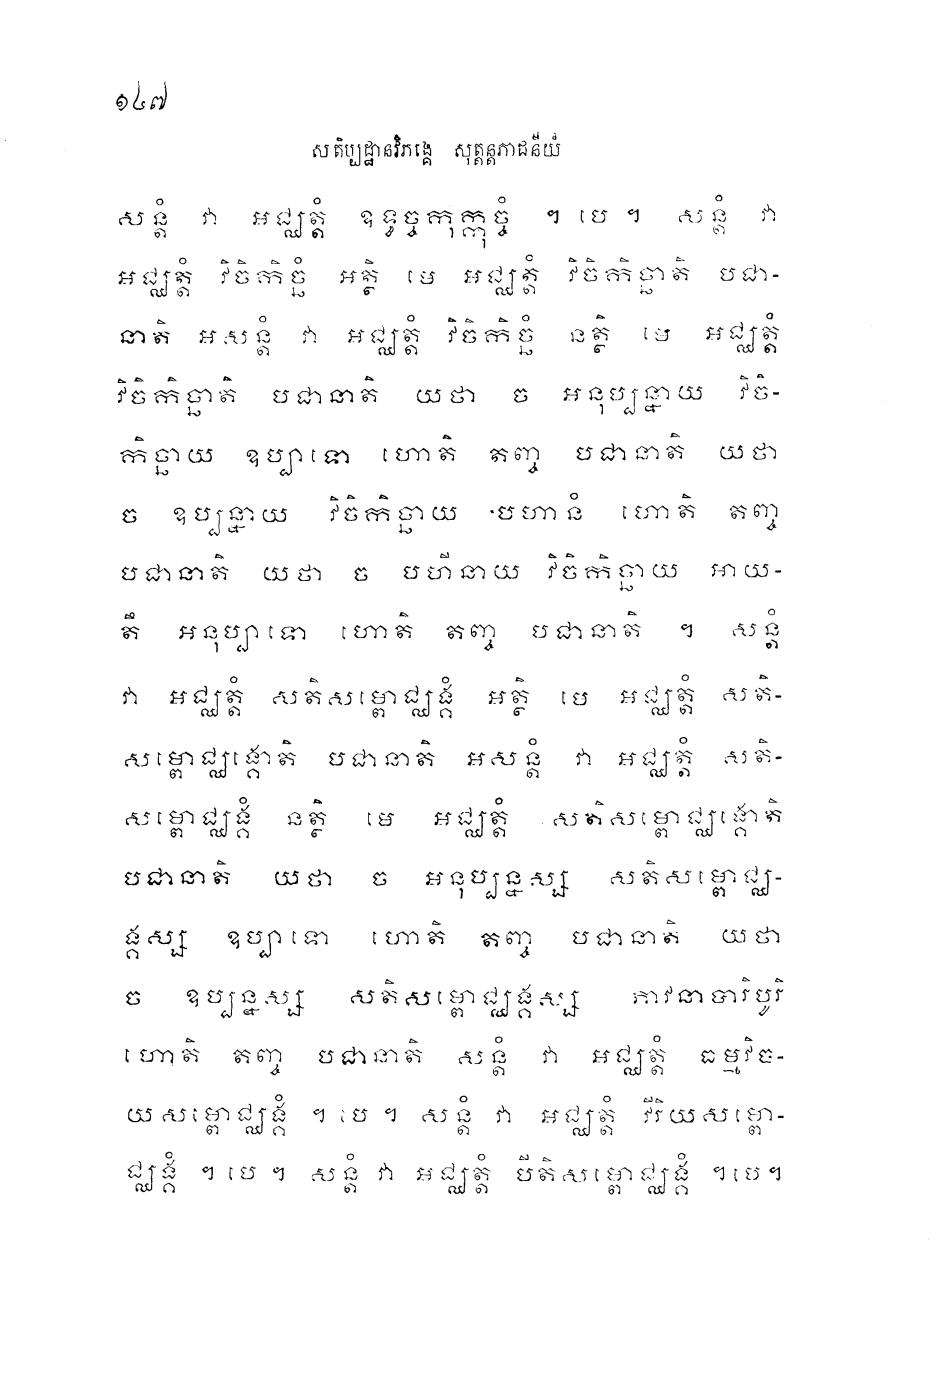 ១៤៧
សតិប្បដ្ឋានវិភង្គេ សុត្តន្តភាជនីយំ
សន្តំ វា អជ្ឈត្តំ ឧទ្ធច្ចកុក្កុច្ចំ ។ បេ ។ សន្តំ វា
អជ្ឈត្តំ វិចិកិច្ឆំ អត្ថិ មេ អជ្ឈត្តំ វិចិកិច្ឆាតិ បជា-
នាតិ អសន្តំ វា អជ្ឈត្តំ វិចិកិច្ឆំ នត្ថិ មេ អជ្ឈត្តំ
វិចិកិច្ឆាតិ បជានាតិ យថា ច អនុប្បន្នាយ វិចិ-
កិច្ឆាយ ឧប្បាទោ ហោតិ តញ្ច បជានាតិ យថា
ច ឧប្បន្នាយ វិចិកិច្ឆាយ បហានំ ហោតិ តញ្ច
បជានាតិ យថា ច បហីនាយ វិចិកិច្ឆាយ អាយ-
តឹ អនុប្បាទោ ហោតិ តញ្ច បជានាតិ ។ សន្តំ
វា អជ្ឈត្តំ សតិសម្ពោជ្ឈង្គំ អត្ថិ មេ អជ្ឈត្តំ សតិ-
សម្ពោជ្ឈង្គោតិ បជានាតិ អសន្តំ វា អជ្ឈត្តំ សតិ-
សម្ពោជ្ឈង្គំ នត្ថិ មេ អជ្ឈត្តំ សតិសម្ពោជ្ឈង្គោតិ
បជានាតិ យថា ច អនុប្បន្នស្ស សតិសម្ពោជ្ឈ-
ង្គស្ស ឧប្បាទោ ហោតិ តញ្ច បជានាតិ យថា
ច ឧប្បន្នស្ស សតិសម្ពោជ្ឈង្គស្ស ភាវនាបារិបូរិ
ហោតិ តញ្ច បជានាតិ សន្តំ វា អជ្ឈត្តំ ធម្មវិច-
យសម្ពោជ្ឈង្គំ ។ បេ ។ សន្តំ វា អជ្ឈត្តំ វីរិយសម្ពោ-
ជ្ឈង្គំ ។ បេ ។ សន្តំ វា អជ្ឈត្តំ បីតិសម្ពោជ្ឈង្គំ ។ បេ ។